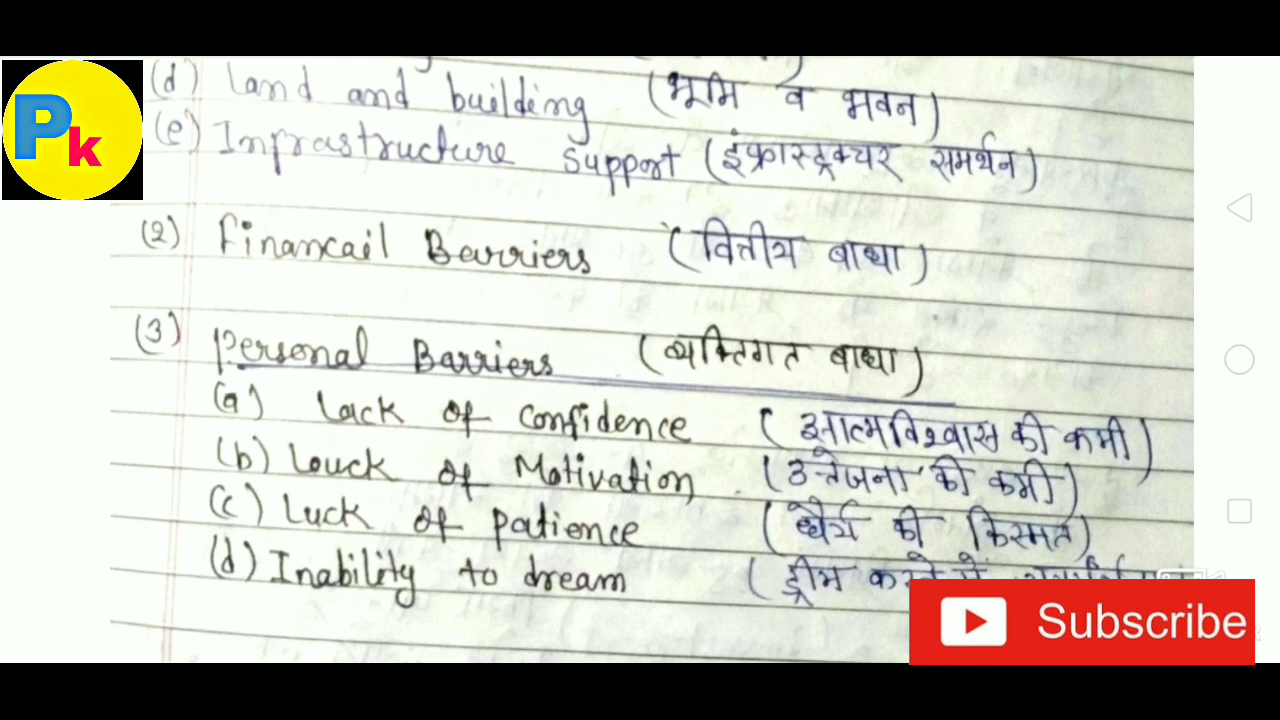 Pk
(d) Land and building (भूमि व भवन)
(e) Infrastructure support (इंफ्रास्ट्रक्चर समर्थन)
(2) Financail Barriers (वित्तीय बाधा)
(3) Personal Barriers (व्यक्तिगत बाधा)
(a) Lack of confidence (आत्मविश्वास की कमी)
(b) Louck of Motivation (उत्तेजना की कमी)
(c) Luck of patience (धैर्य की किस्मत)
(d) Inability to dream (ड्रीम करने में
Subscribe